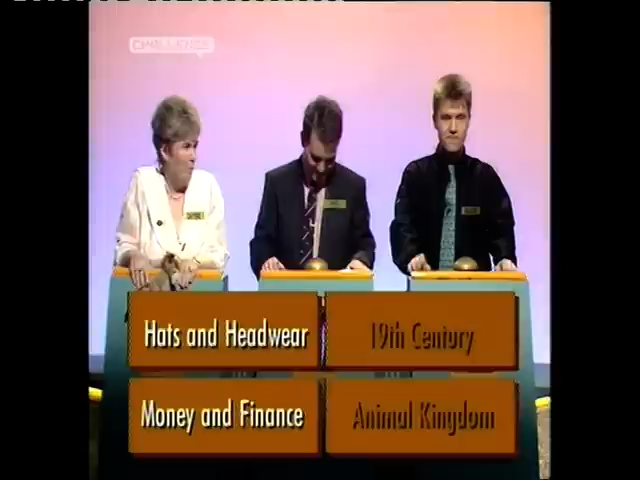 CHALLENGE
Hats and Headwear
19th Century
Money and Finance
Animal Kingdom